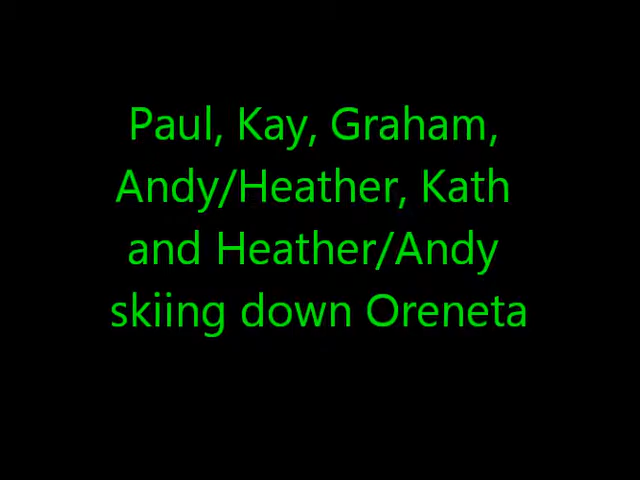 Paul, Kay, Graham,
Andy/Heather, Kath
and Heather/Andy
skiing down Oreneta